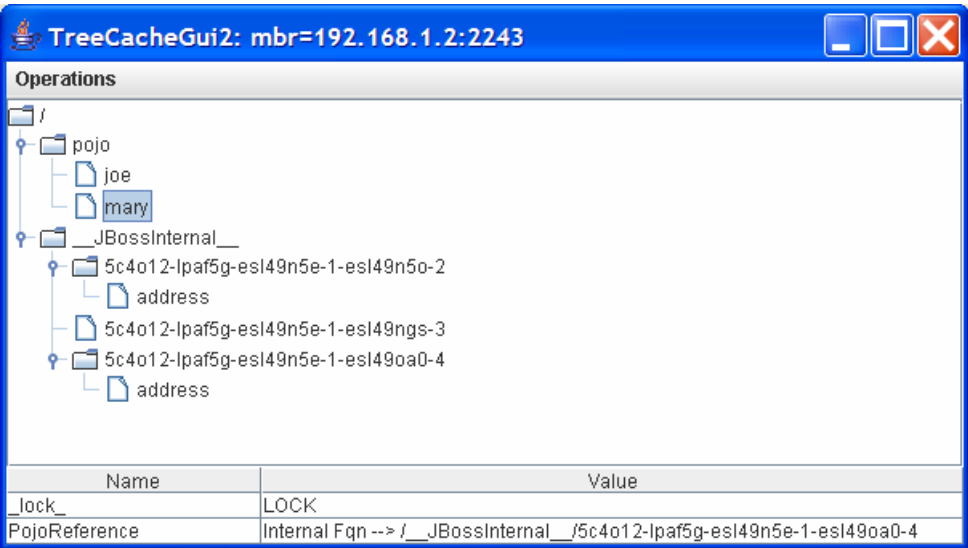 TreeCacheGui2: mbr=192.168.1.2:2243
Operations
/
pojo
joe
mary
__JBossInternal__
5c4o12-lpaf5g-esl49n5e-1-esl49n5o-2
address
5c4o12-lpaf5g-esl49n5e-1-esl49ngs-3
5c4o12-lpaf5g-esl49n5e-1-esl49oa0-4
address
Name Value
_lock_ LOCK
PojoReference Internal Fqn --> /__JBossInternal__/5c4o12-lpaf5g-esl49n5e-1-esl49oa0-4